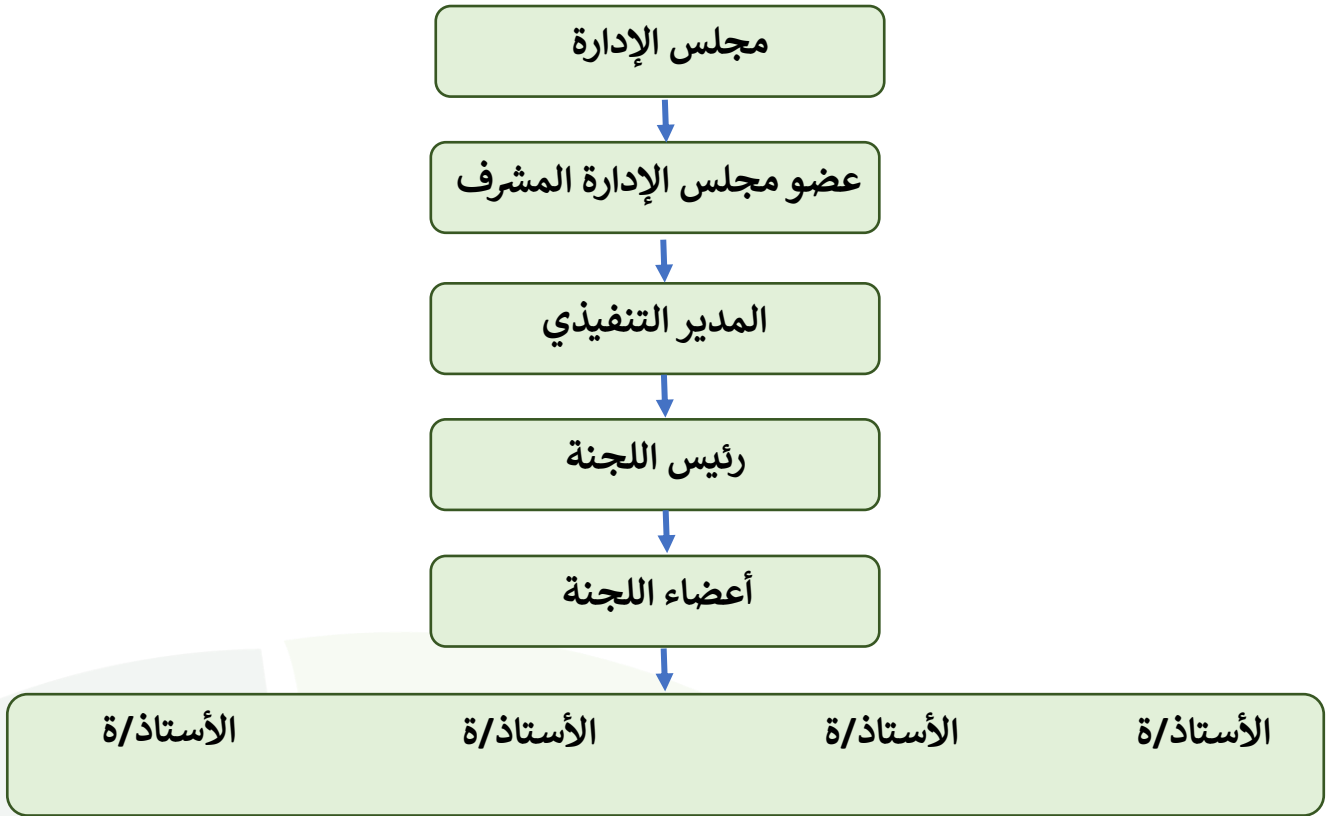 مجلس الإدارة
عضو مجلس الإدارة المشرف
المدير التنفيذي
رئيس اللجنة
أعضاء اللجنة
الأستاذ/ة الأستاذ/ة الأستاذ/ة الأستاذ/ة